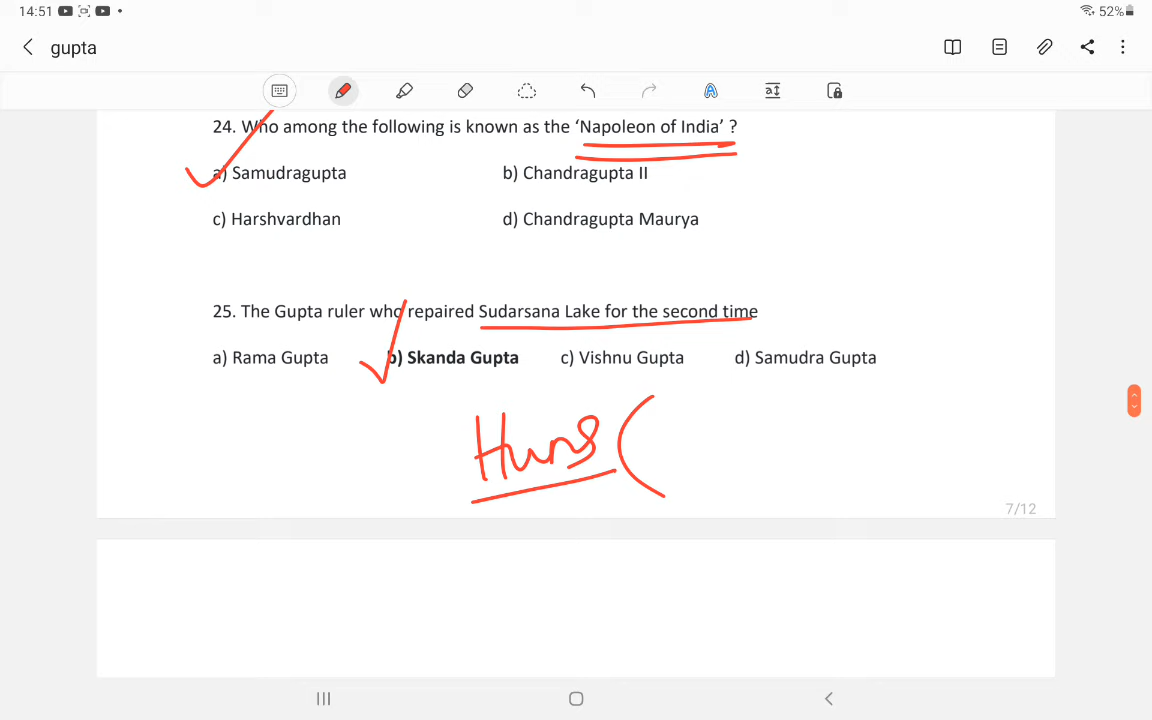 14:51 52%
gupta
24. Who among the following is known as the ‘Napoleon of India’ ?
a) Samudragupta b) Chandragupta II
c) Harshvardhan d) Chandragupta Maurya
25. The Gupta ruler who repaired Sudarsana Lake for the second time
a) Rama Gupta b) Skanda Gupta c) Vishnu Gupta d) Samudra Gupta
Huns (
7/12